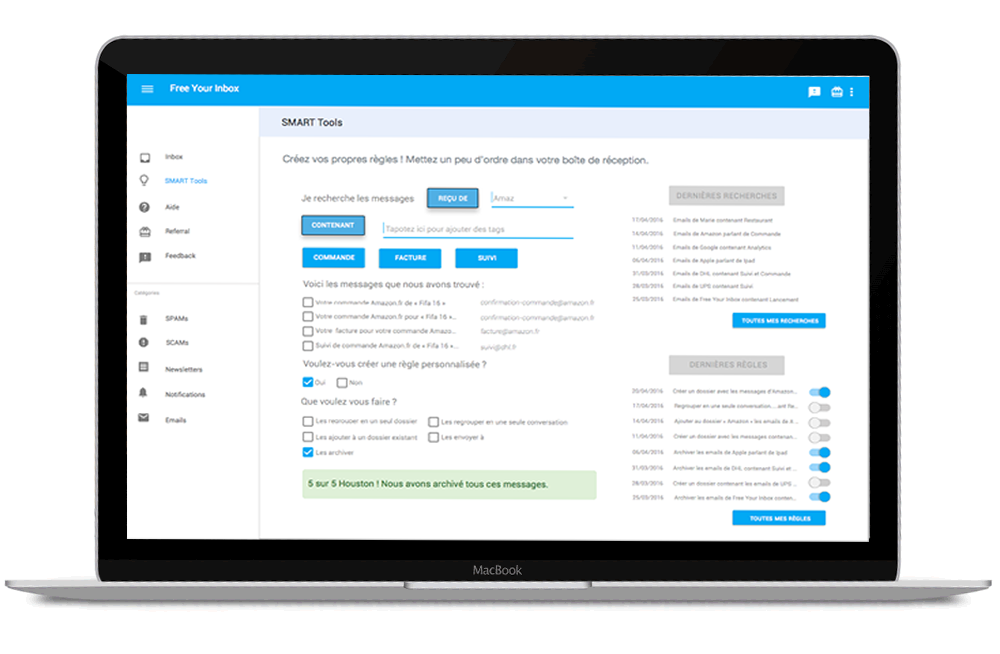 Free Your Inbox
SMART Tools
Inbox
SMART Tools
Aide
Referral
Feedback
Catégories
SPAMs
SCAMs
Newsletters
Notifications
Emails
Créez vos propres règles ! Mettez un peu d'ordre dans votre boîte de réception.
Je recherche les messages REÇU DE Amaz
CONTENANT Tapotez ici pour ajouter des tags
COMMANDE FACTURE SUIVI
Voici les messages que nous avons trouvé :
Votre commande Amazon.fr de « Fifa 16 » confirmation-commande@amazon.fr
Votre commande Amazon.fr pour « Fifa 16 »... confirmation-commande@amazon.fr
Votre facture pour votre commande Amazo... facture@amazon.fr
Suivi de commande Amazon.fr de « Fifa 16 »... suivi@dhl.fr
Voulez-vous créer une règle personnalisée ?
Oui Non
Que voulez vous faire ?
Les regrouper en un seul dossier Les regrouper en une seule conversation
Les ajouter à un dossier existant Les envoyer à
Les archiver
5 sur 5 Houston ! Nous avons archivé tous ces messages.
DERNIÈRES RECHERCHES
17/04/2016 Emails de Marie contenant Restaurant
14/04/2016 Emails de Amazon parlant de Commande
11/04/2016 Emails de Google contenant Analytics
06/04/2016 Emails de Apple parlant de Ipad
31/03/2016 Emails de DHL contenant Suivi et Commande
28/03/2016 Emails de UPS contenant Suivi
25/03/2016 Emails de Free Your Inbox contenant Lancement
TOUTES MES RECHERCHES
DERNIÈRES RÈGLES
20/04/2016 Créer un dossier avec les messages d'Amazon...
17/04/2016 Regrouper en une seule conversation.... ant Re...
14/04/2016 Ajouter au dossier « Amazon » les emails de A...
11/04/2016 Créer un dossier avec les messages contenan...
06/04/2016 Archiver les emails de Apple parlant de Ipad
31/03/2016 Archiver les emails de DHL contenant Suivi et ...
28/03/2016 Créer un dossier contenant les emails de UPS ...
25/03/2016 Archiver les emails de Free Your Inbox conten...
TOUTES MES RÈGLES
MacBook